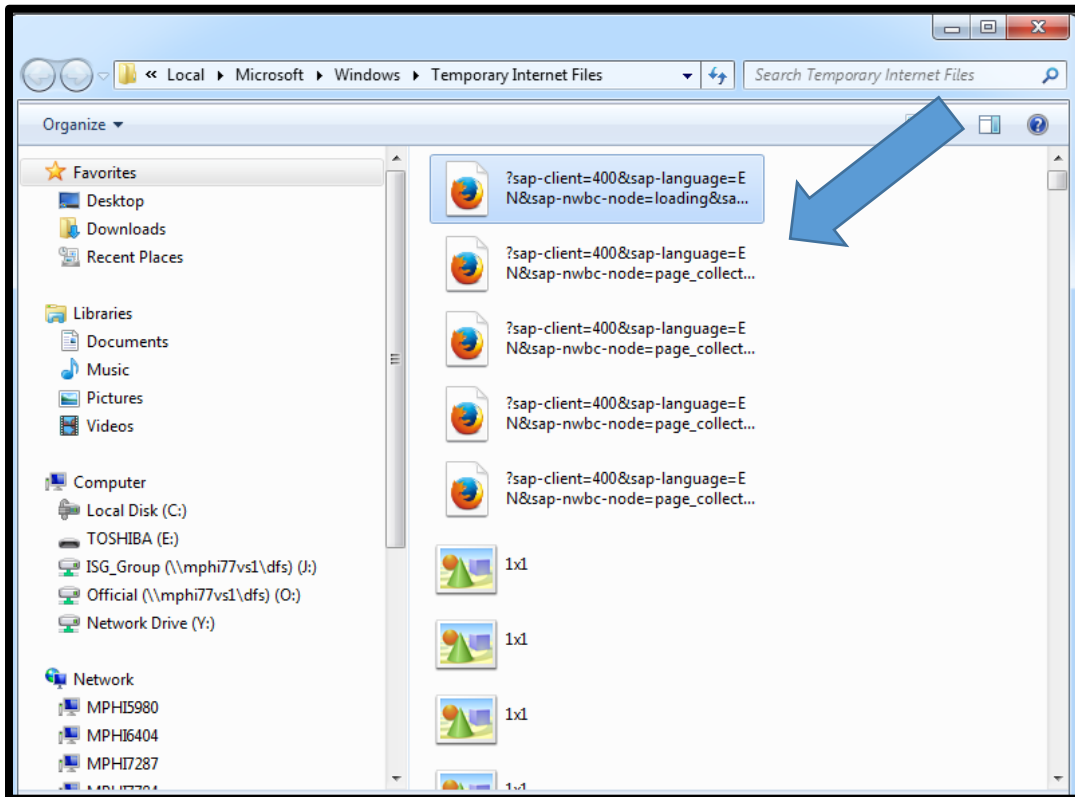 « Local ▸ Microsoft ▸ Windows ▸ Temporary Internet Files
Search Temporary Internet Files
Organize
Favorites
Desktop
Downloads
Recent Places
Libraries
Documents
Music
Pictures
Videos
Computer
Local Disk (C:)
TOSHIBA (E:)
ISG_Group (\\mphi77vs1\dfs) (J:)
Official (\\mphi77vs1\dfs) (O:)
Network Drive (Y:)
Network
MPHI5980
MPHI6404
MPHI7287
?sap-client=400&sap-language=E
N&sap-nwbc-node=loading&sa...
?sap-client=400&sap-language=E
N&sap-nwbc-node=page_collect...
?sap-client=400&sap-language=E
N&sap-nwbc-node=page_collect...
?sap-client=400&sap-language=E
N&sap-nwbc-node=page_collect...
?sap-client=400&sap-language=E
N&sap-nwbc-node=page_collect...
1x1
1x1
1x1
1x1